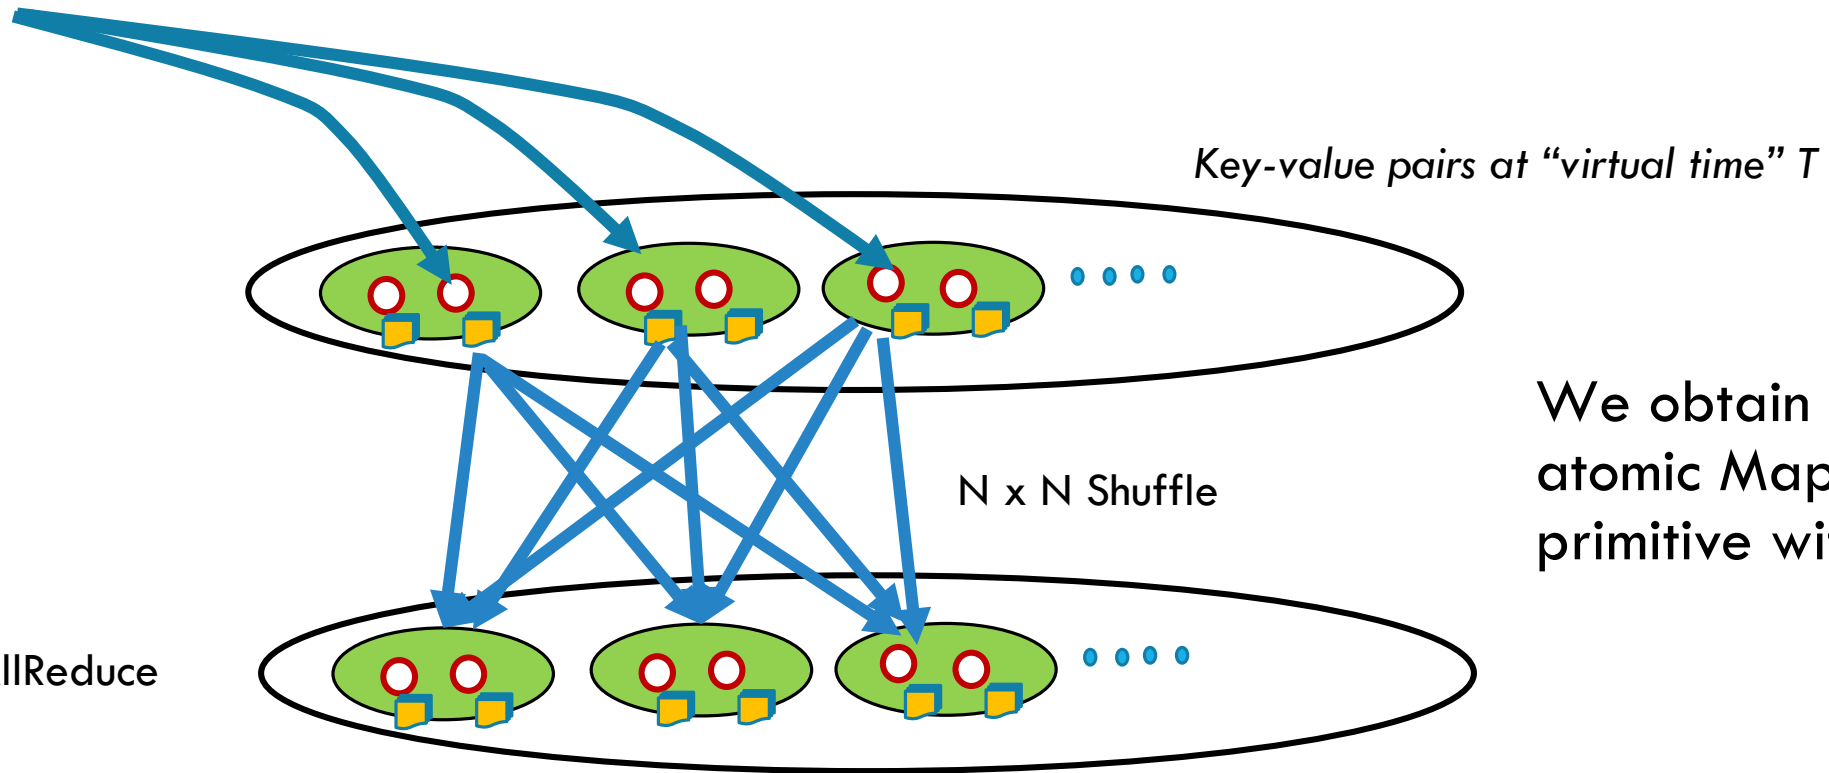 Key-value pairs at “virtual time” T
We obtain
atomic Map
primitive wi
N x N Shuffle
llReduce